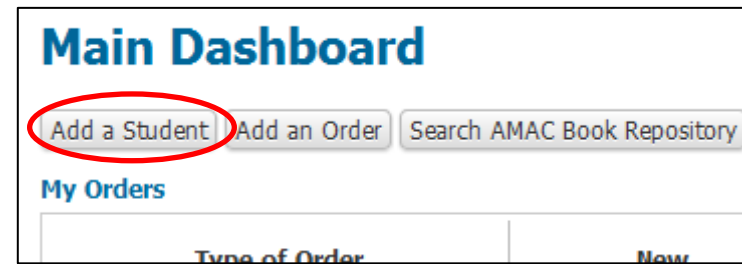 Main Dashboard
Add a Student Add an Order Search AMAC Book Repository
My Orders
Type of Order New